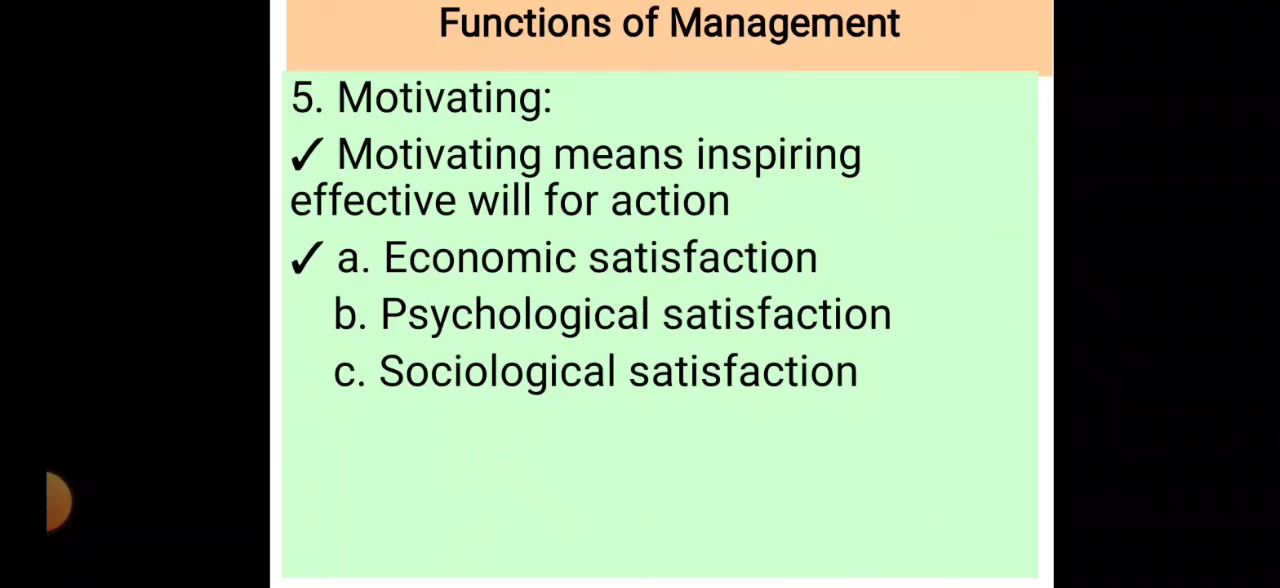 Functions of Management
5. Motivating:
✓ Motivating means inspiring
effective will for action
✓ a. Economic satisfaction
b. Psychological satisfaction
c. Sociological satisfaction